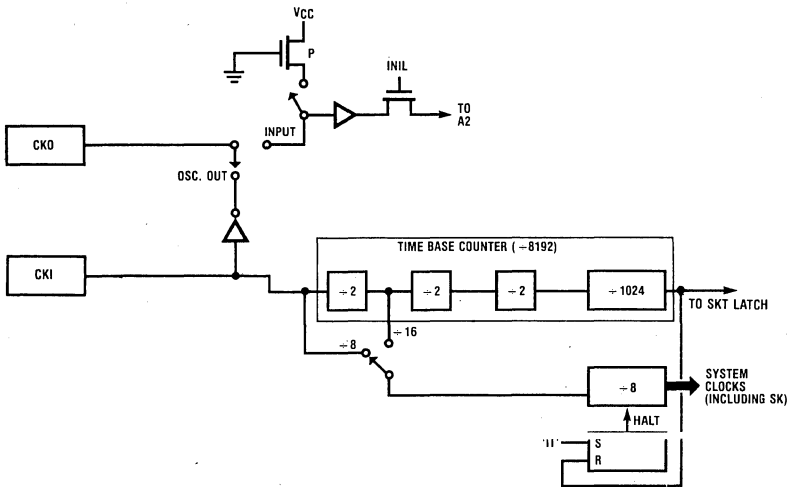 VCC
P
INIL
TO
A2
CKO
INPUT
OSC. OUT
TIME BASE COUNTER (÷8192)
CKI
÷2
÷2
÷2
÷1024
TO SKT LATCH
÷16
÷8
÷8
SYSTEM
CLOCKS
(INCLUDING SK)
HALT
S
R